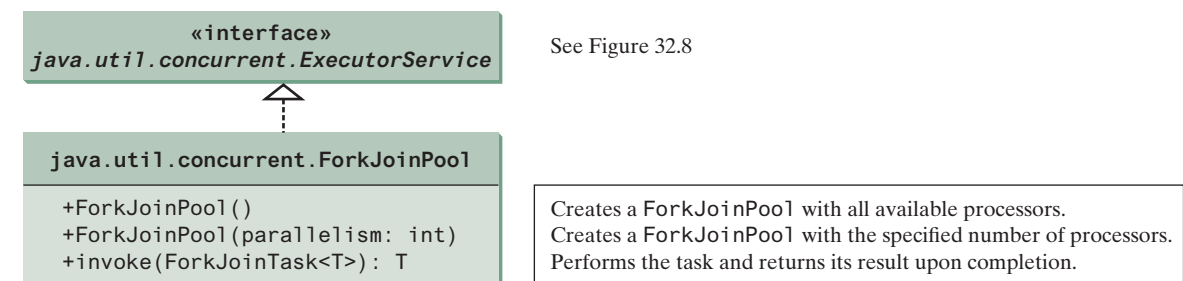 «interface»
java.util.concurrent.ExecutorService
See Figure 32.8
java.util.concurrent.ForkJoinPool
+ForkJoinPool()
+ForkJoinPool(parallelism: int)
+invoke(ForkJoinTask<T>): T
Creates a ForkJoinPool with all available processors.
Creates a ForkJoinPool with the specified number of processors.
Performs the task and returns its result upon completion.